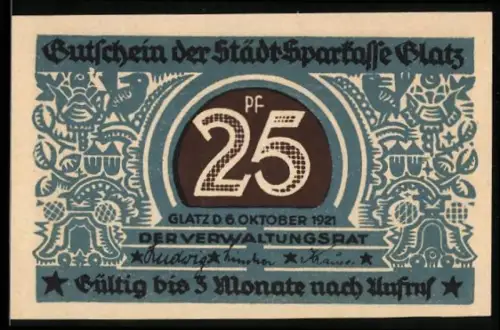 Gutschein der Städt. Sparkasse Glatz
PF
25
GLATZ D. 6. OKTOBER 1921
DER VERWALTUNGSRAT
Gültig bis 3 Monate nach Aufruf